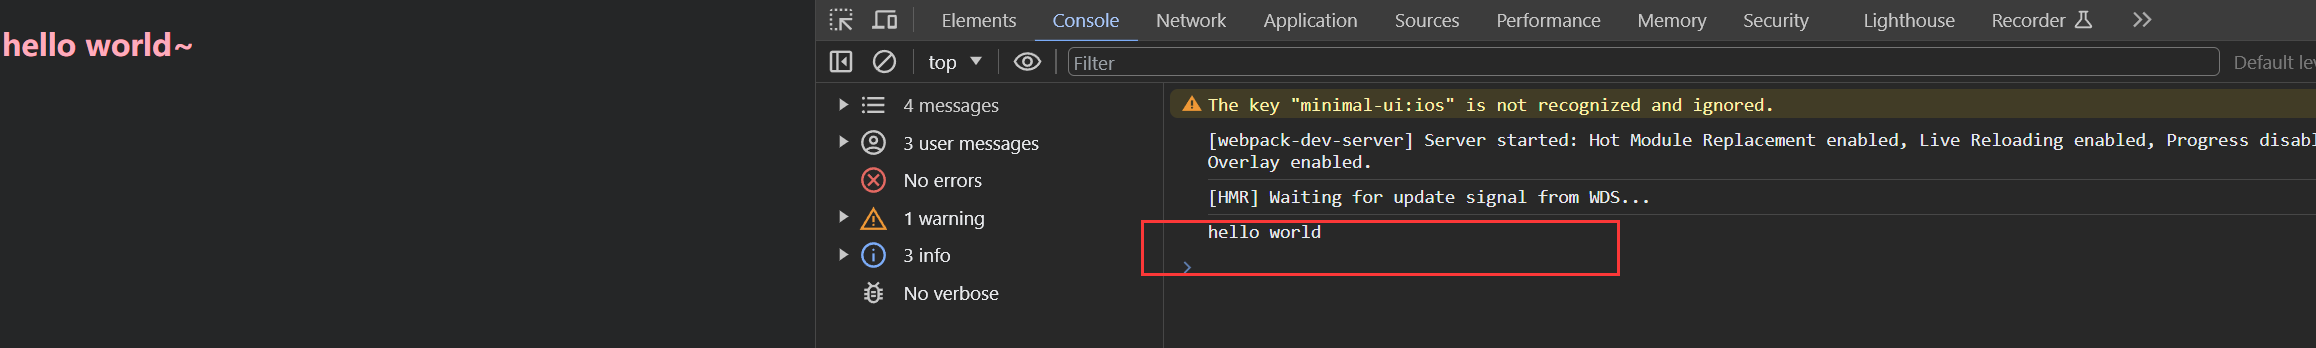 hello world~
Elements Console Network Application Sources Performance Memory Security Lighthouse Recorder
top Filter Default
4 messages
3 user messages
No errors
1 warning
3 info
No verbose
The key "minimal-ui:ios" is not recognized and ignored.
[webpack-dev-server] Server started: Hot Module Replacement enabled, Live Reloading enabled, Progress
Overlay enabled.
[HMR] Waiting for update signal from WDS...
hello world